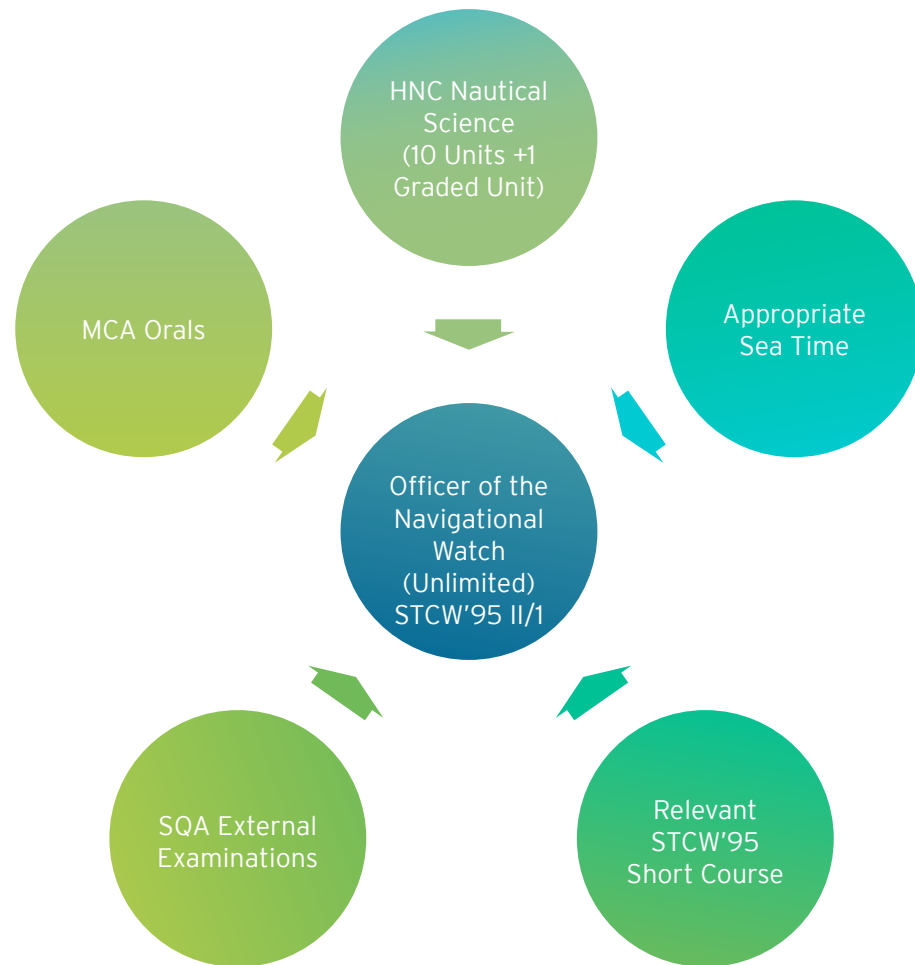 HNC Nautical
Science
(10 Units +1
Graded Unit)
MCA Orals
Appropriate
Sea Time
Officer of the
Navigational
Watch
(Unlimited)
STCW’95 II/1
SQA External
Examinations
Relevant
STCW’95
Short Course